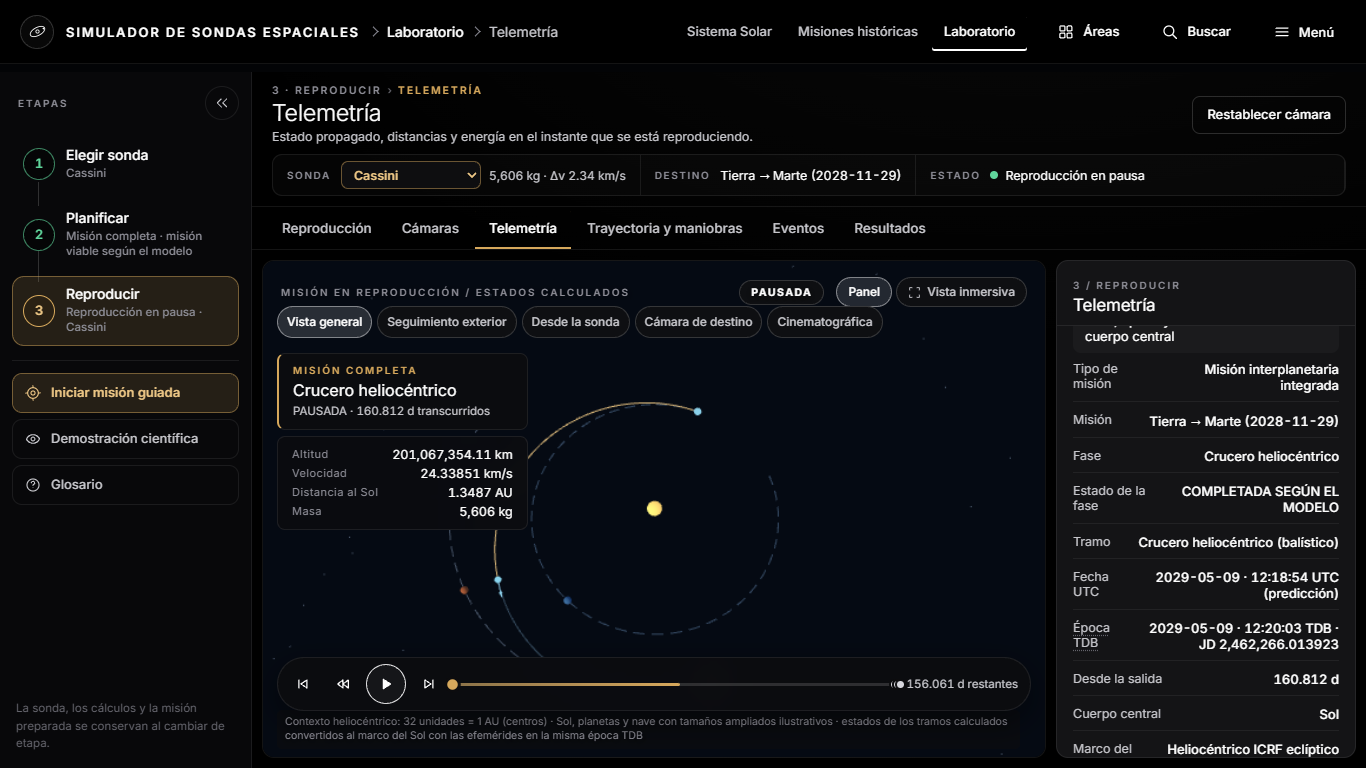 SIMULADOR DE SONDAS ESPACIALES > Laboratorio > Telemetría
Sistema Solar
Misiones históricas
Laboratorio
Áreas
Buscar
Menú
ETAPAS
1
Elegir sonda
Cassini
2
Planificar
Misión completa · misión
viable según el modelo
3
Reproducir
Reproducción en pausa ·
Cassini
Iniciar misión guiada
Demostración científica
Glosario
La sonda, los cálculos y la misión
preparada se conservan al cambiar de
etapa.
3 · REPRODUCIR › TELEMETRÍA
Telemetría
Estado propagado, distancias y energía en el instante que se está reproduciendo.
Restablecer cámara
SONDA Cassini 5,606 kg · Δv 2.34 km/s
DESTINO Tierra → Marte (2028-11-29)
ESTADO Reproducción en pausa
Reproducción
Cámaras
Telemetría
Trayectoria y maniobras
Eventos
Resultados
MISIÓN EN REPRODUCCIÓN / ESTADOS CALCULADOS
PAUSADA
Panel
Vista inmersiva
Vista general
Seguimiento exterior
Desde la sonda
Cámara de destino
Cinematográfica
MISIÓN COMPLETA
Crucero heliocéntrico
PAUSADA · 160.812 d transcurridos
Altitud 201,067,354.11 km
Velocidad 24.33851 km/s
Distancia al Sol 1.3487 AU
Masa 5,606 kg
156.061 d restantes
Contexto heliocéntrico: 32 unidades = 1 AU (centros) · Sol, planetas y nave con tamaños ampliados ilustrativos · estados de los tramos calculados
convertidos al marco del Sol con las efemérides en la misma época TDB
3 / REPRODUCIR
Telemetría
cuerpo central
Tipo de misión
Misión interplanetaria integrada
Misión Tierra → Marte (2028-11-29)
Fase Crucero heliocéntrico
Estado de la fase
COMPLETADA SEGÚN EL MODELO
Tramo Crucero heliocéntrico (balístico)
Fecha UTC
2029-05-09 · 12:18:54 UTC (predicción)
Época TDB
2029-05-09 · 12:20:03 TDB ·
JD 2,462,266.013923
Desde la salida 160.812 d
Cuerpo central Sol
Marco del Heliocéntrico ICRF eclíptico